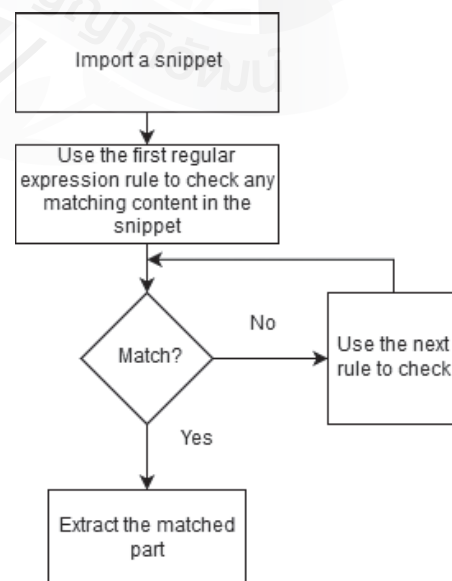 Import a snippet
Use the first regular
expression rule to check any
matching content in the
snippet
Match?
No
Use the next
rule to check
Yes
Extract the matched
part